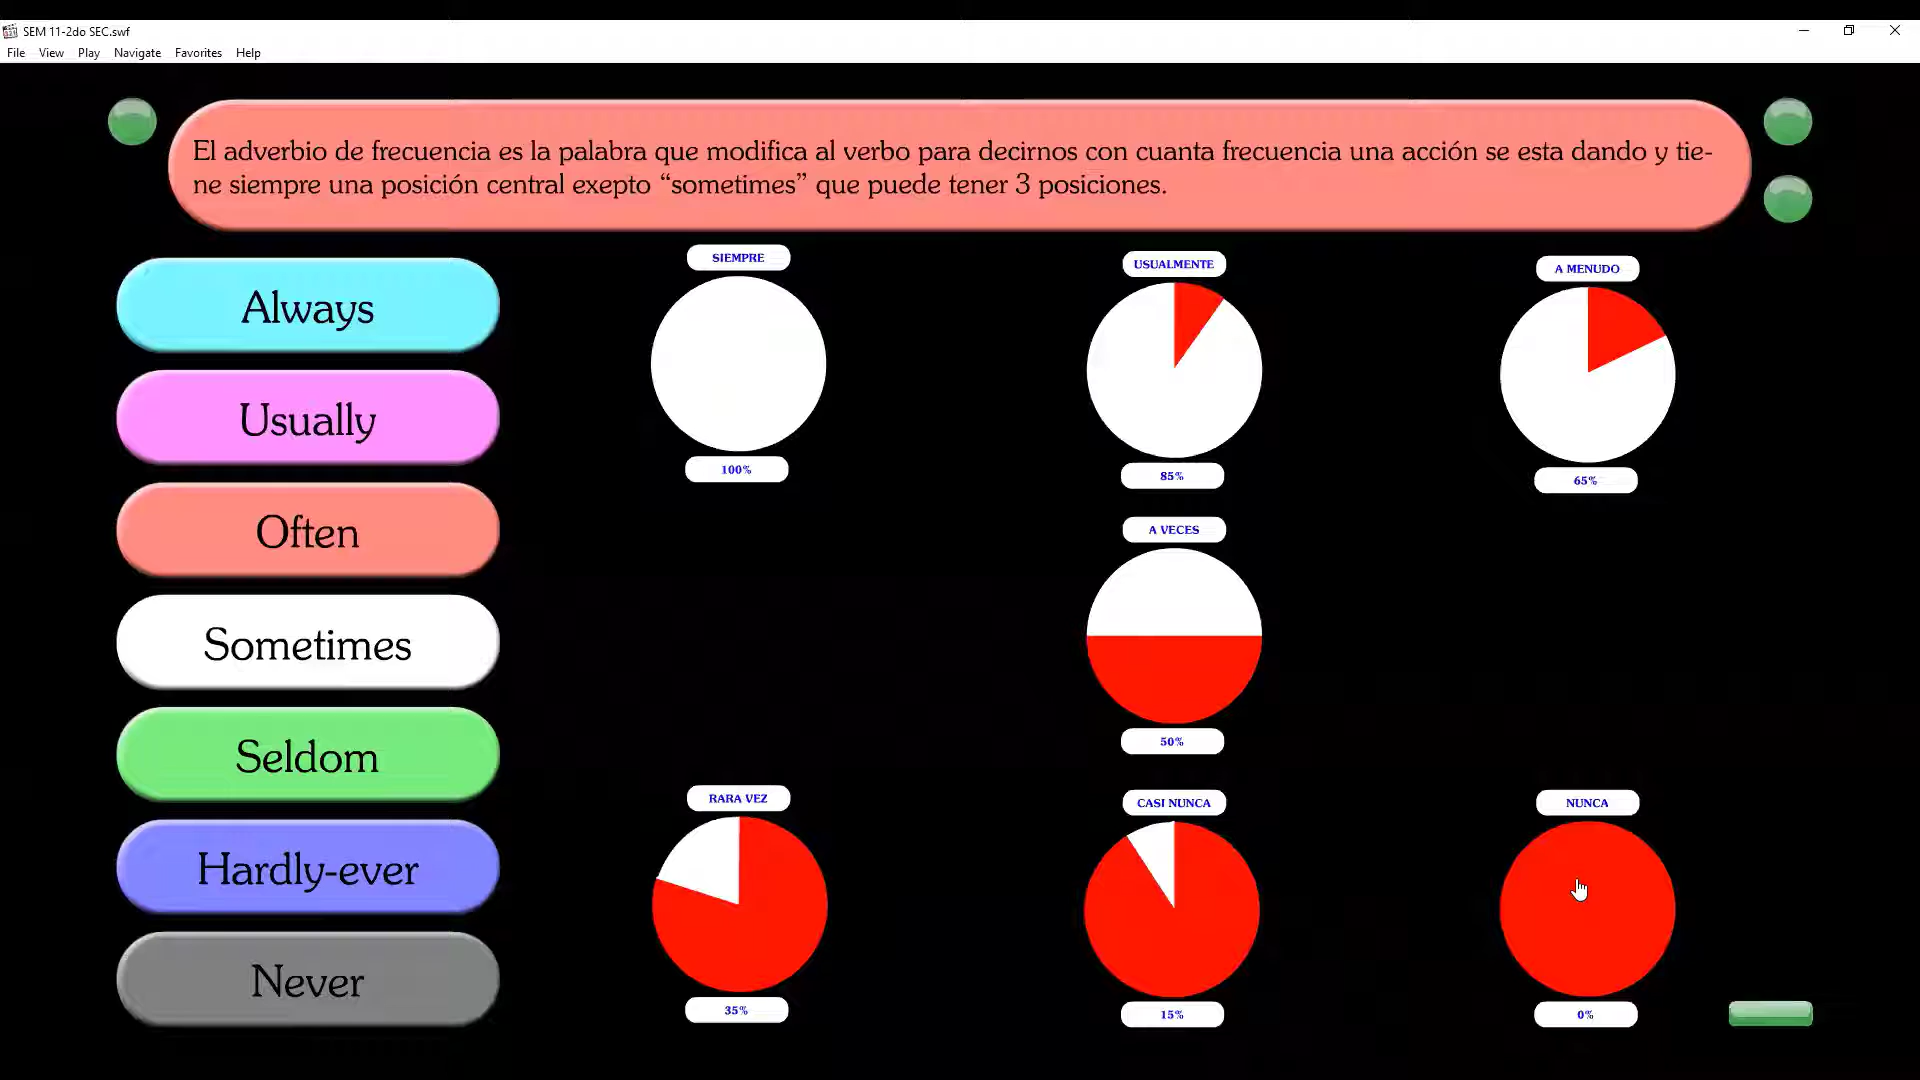 SEM 11-2do SEC.swf
File View Play Navigate Favorites Help
El adverbio de frecuencia es la palabra que modifica al verbo para decirnos con cuanta frecuencia una acción se esta dando y tie-
ne siempre una posición central exepto “sometimes” que puede tener 3 posiciones.
Always
Usually
Often
Sometimes
Seldom
Hardly-ever
Never
SIEMPRE
100%
USUALMENTE
85%
A MENUDO
65%
A VECES
50%
RARA VEZ
35%
CASI NUNCA
15%
NUNCA
0%